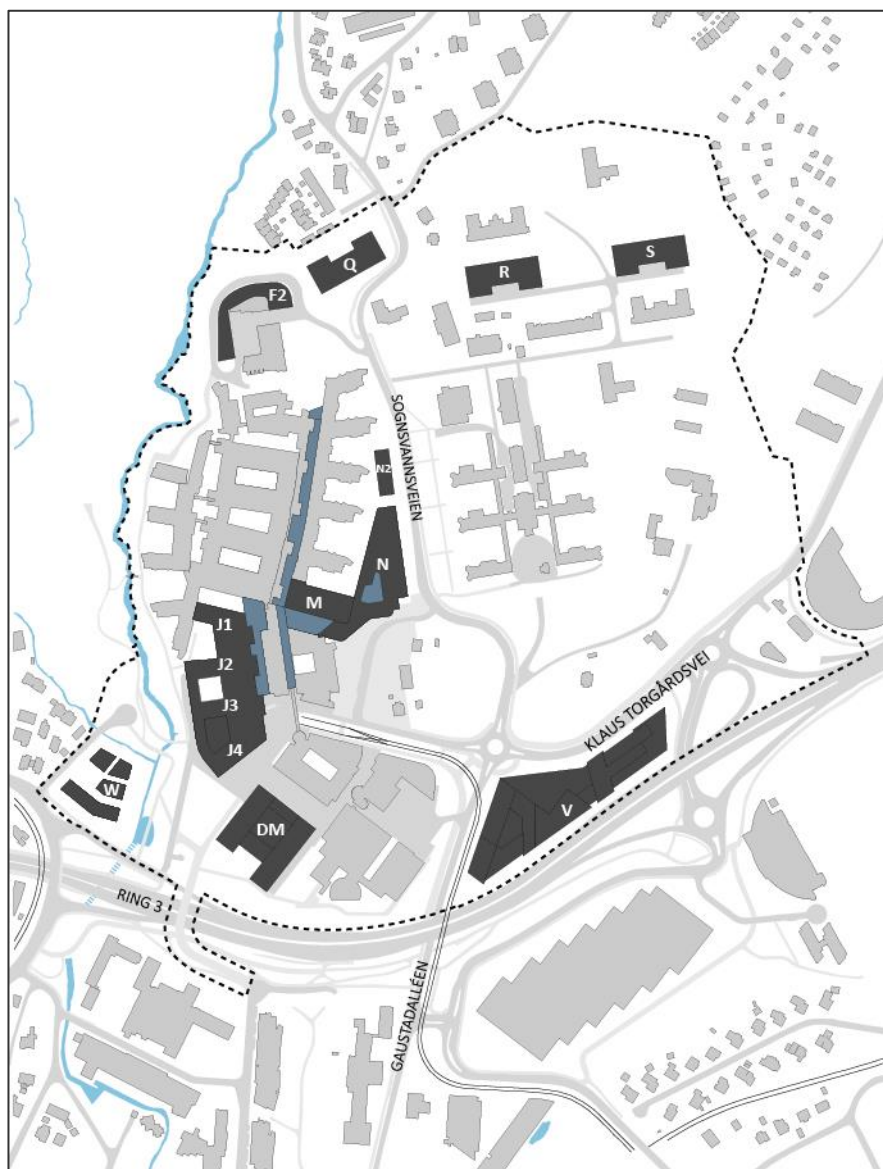 Q
R
S
F2
SOGNSVANNSVEIEN
N2
N
M
J1
J2
J3
J4
KLAUS TORGÅRDSVEI
W
V
DM
RING 3
GAUSTADALLÉEN